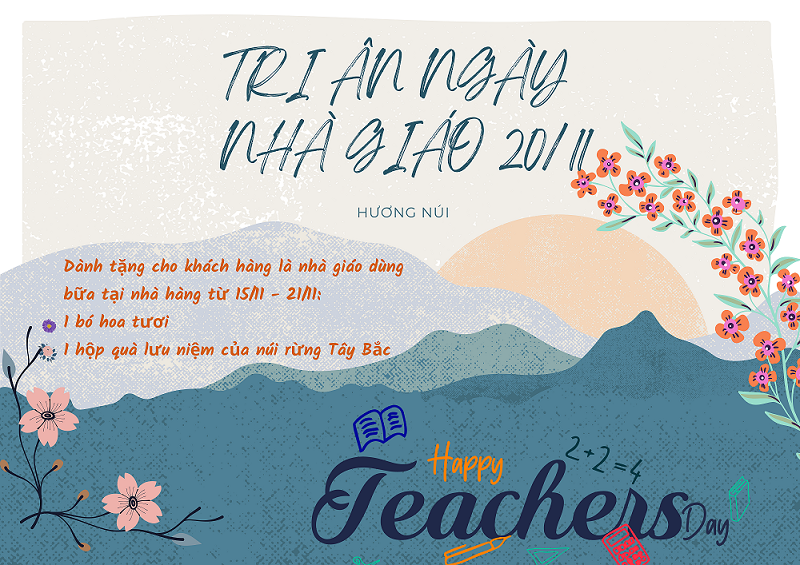 TRI ÂN NGÀY
NHÀ GIÁO 20/11
HƯƠNG NÚI
Dành tặng cho khách hàng là nhà giáo dùng
bữa tại nhà hàng từ 15/11 - 21/11:
1 bó hoa tươi
1 hộp quà lưu niệm của núi rừng Tây Bắc
Happy
2+2=4
Teachers
Day